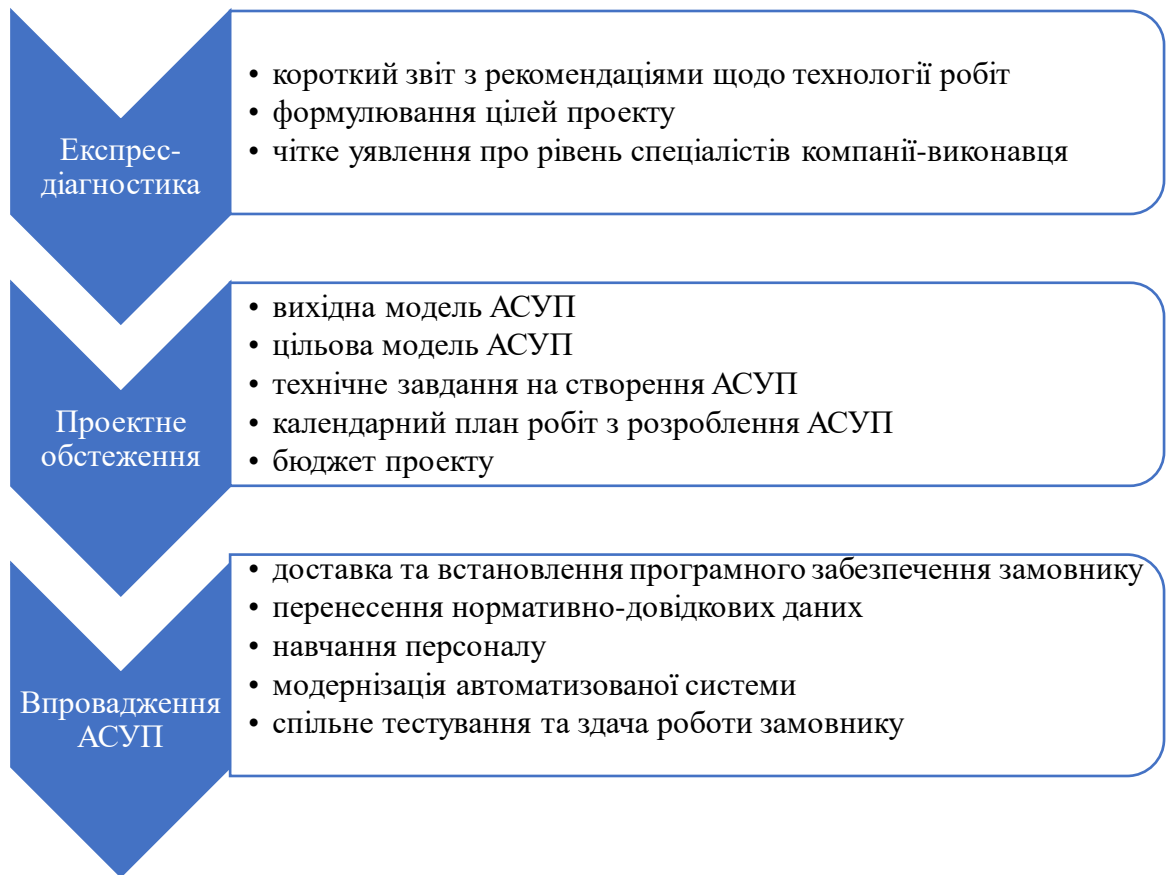 Експрес-
діагностика
• короткий звіт з рекомендаціями щодо технології робіт
• формулювання цілей проекту
• чітке уявлення про рівень спеціалістів компанії-виконавця
Проектне
обстеження
• вихідна модель АСУП
• цільова модель АСУП
• технічне завдання на створення АСУП
• календарний план робіт з розроблення АСУП
• бюджет проекту
Впровадження
АСУП
• доставка та встановлення програмного забезпечення замовнику
• перенесення нормативно-довідкових даних
• навчання персоналу
• модернізація автоматизованої системи
• спільне тестування та здача роботи замовнику